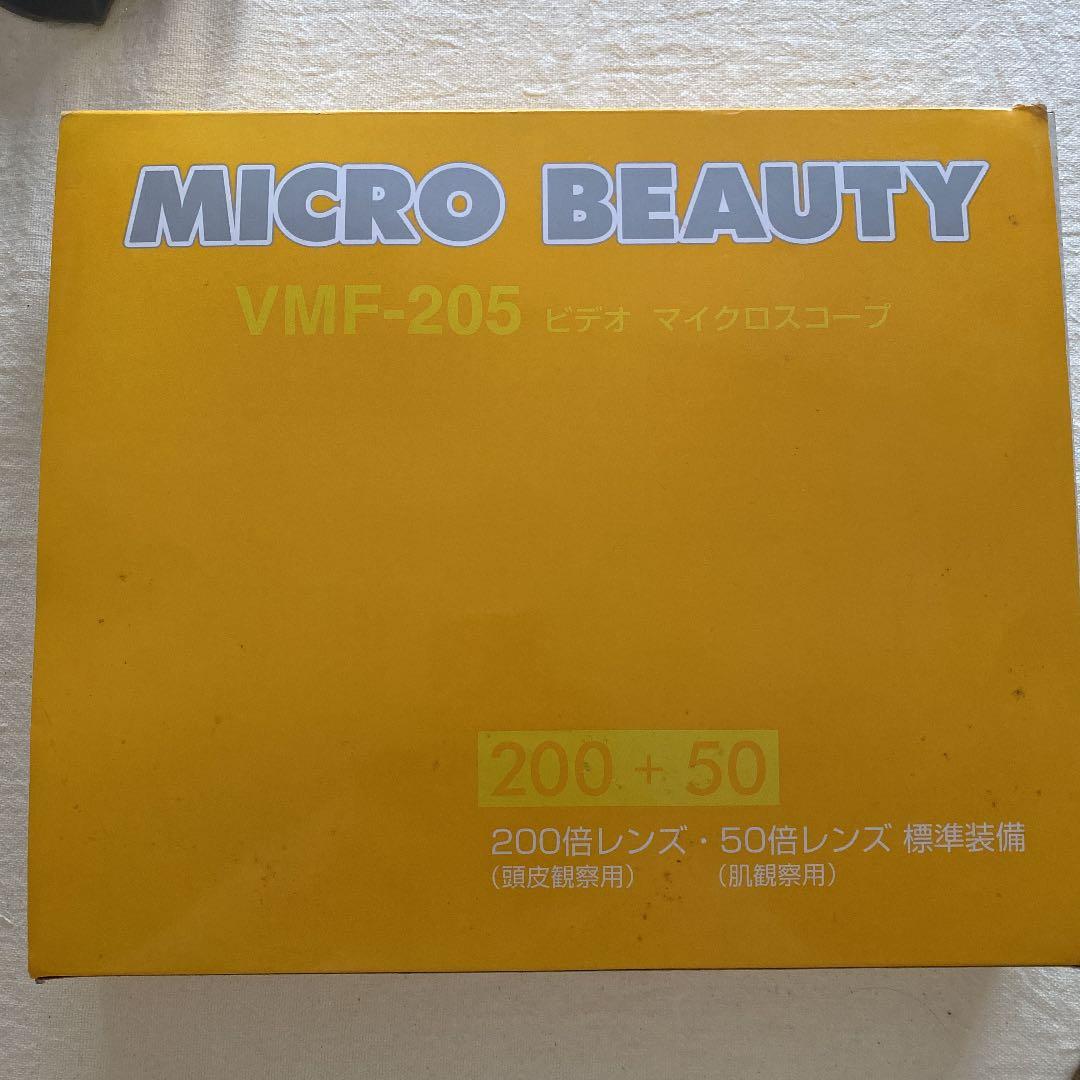 MICRO BEAUTY
VMF-205 ビデオ マイクロスコープ
200 + 50
200倍レンズ・50倍レンズ 標準装備
(頭皮観察用) (肌観察用)